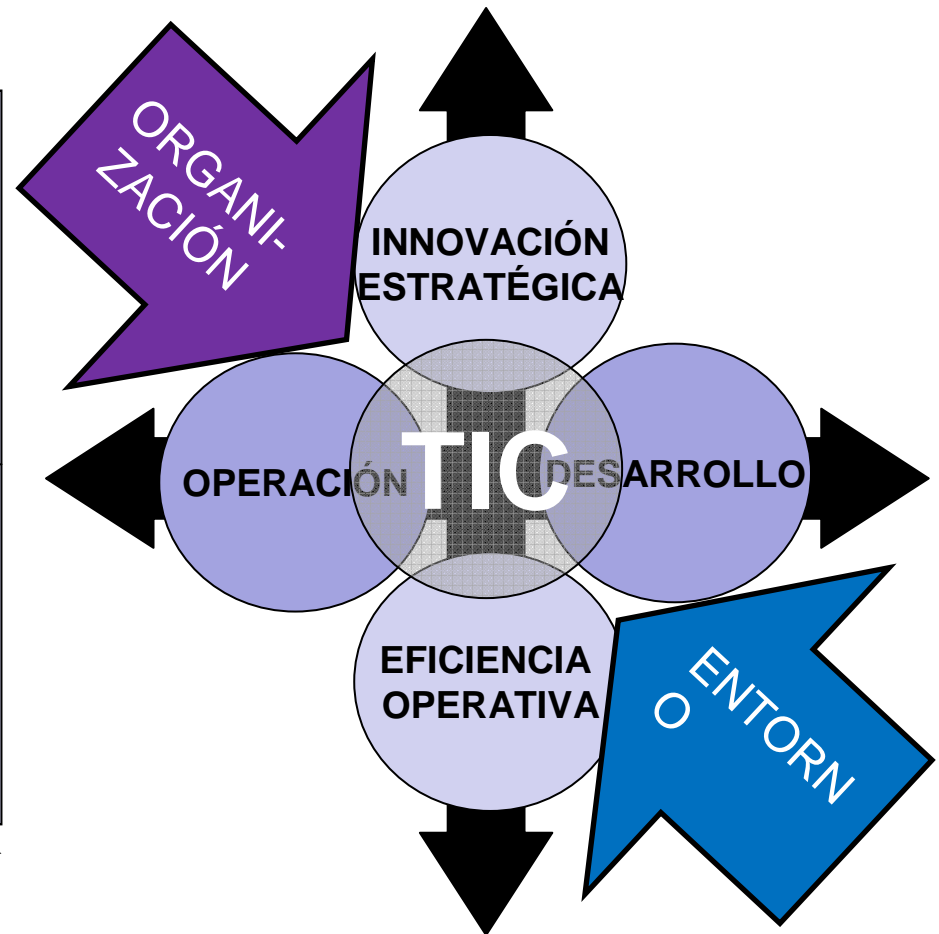 ORGANI-
ZACIÓN
INNOVACIÓN
ESTRATÉGICA
OPERACIÓN
TIC
DESARROLLO
EFICIENCIA
OPERATIVA
ENTORN
O